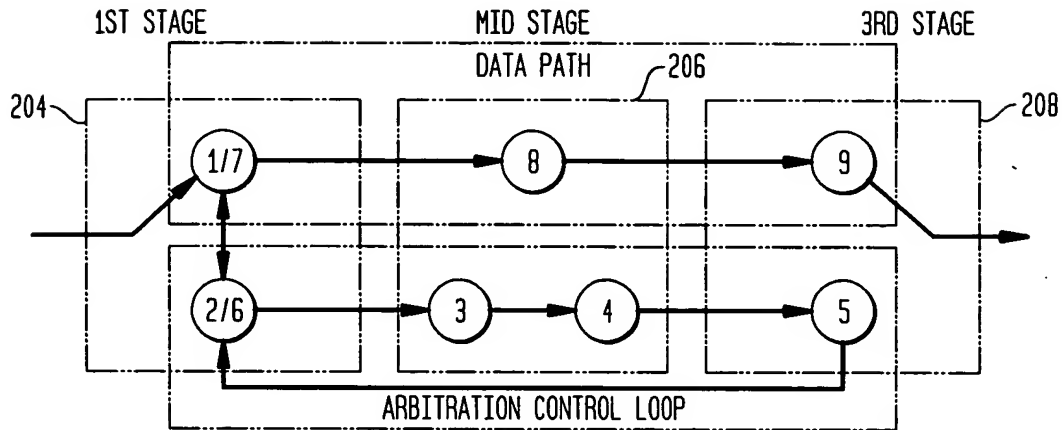 1ST STAGE MID STAGE 3RD STAGE
DATA PATH 206
204 208
1/7 8 9
2/6 3 4 5
ARBITRATION CONTROL LOOP